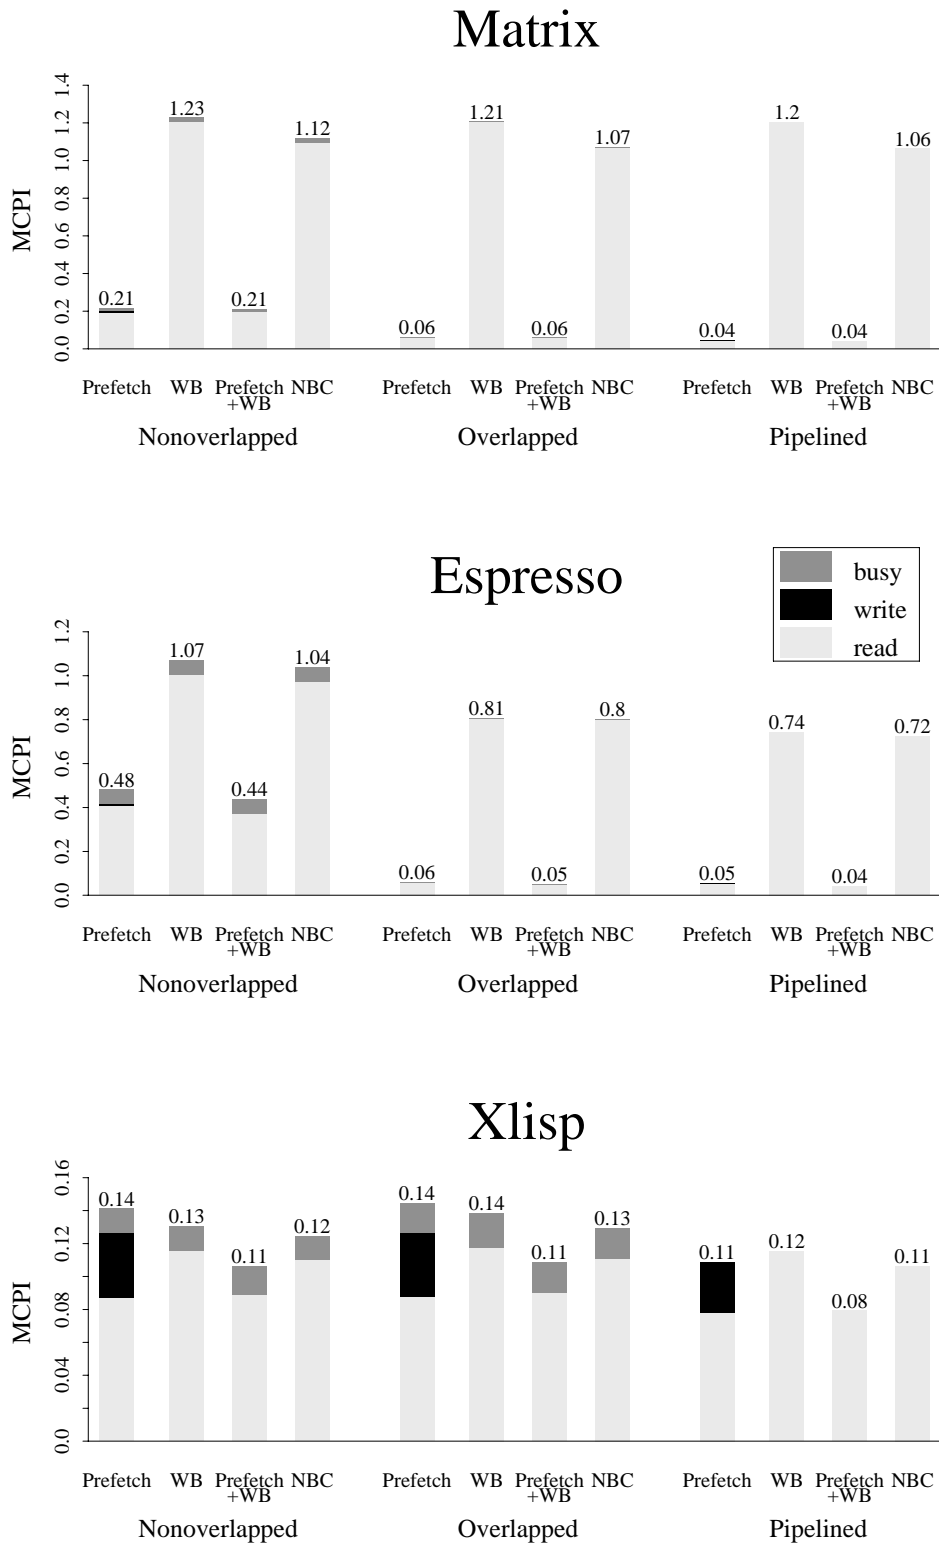 Matrix
MCPI
1.4
1.2
1.0
0.8
0.6
0.4
0.2
0.0
0.21 1.23 0.21 1.12 0.06 1.21 0.06 1.07 0.04 1.2 0.04 1.06
Prefetch WB Prefetch NBC Prefetch WB Prefetch NBC Prefetch WB Prefetch NBC
+WB +WB +WB
Nonoverlapped Overlapped Pipelined
Espresso
busy
write
read
MCPI
1.2
1.0
0.8
0.6
0.4
0.2
0.0
0.48 1.07 0.44 1.04 0.06 0.81 0.05 0.8 0.05 0.74 0.04 0.72
Prefetch WB Prefetch NBC Prefetch WB Prefetch NBC Prefetch WB Prefetch NBC
+WB +WB +WB
Nonoverlapped Overlapped Pipelined
Xlisp
MCPI
0.16
0.12
0.08
0.04
0.0
0.14 0.13 0.11 0.12 0.14 0.14 0.11 0.13 0.11 0.12 0.08 0.11
Prefetch WB Prefetch NBC Prefetch WB Prefetch NBC Prefetch WB Prefetch NBC
+WB +WB +WB
Nonoverlapped Overlapped Pipelined